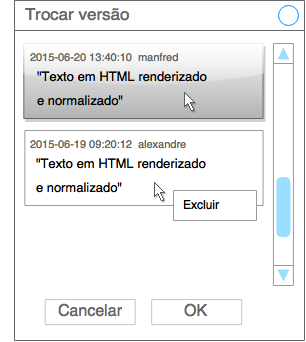 Trocar versão
2015-06-20 13:40:10 manfred
"Texto em HTML renderizado
e normalizado"
2015-06-19 09:20:12 alexandre
"Texto em HTML renderizado
e normalizado"
Excluir
Cancelar
OK